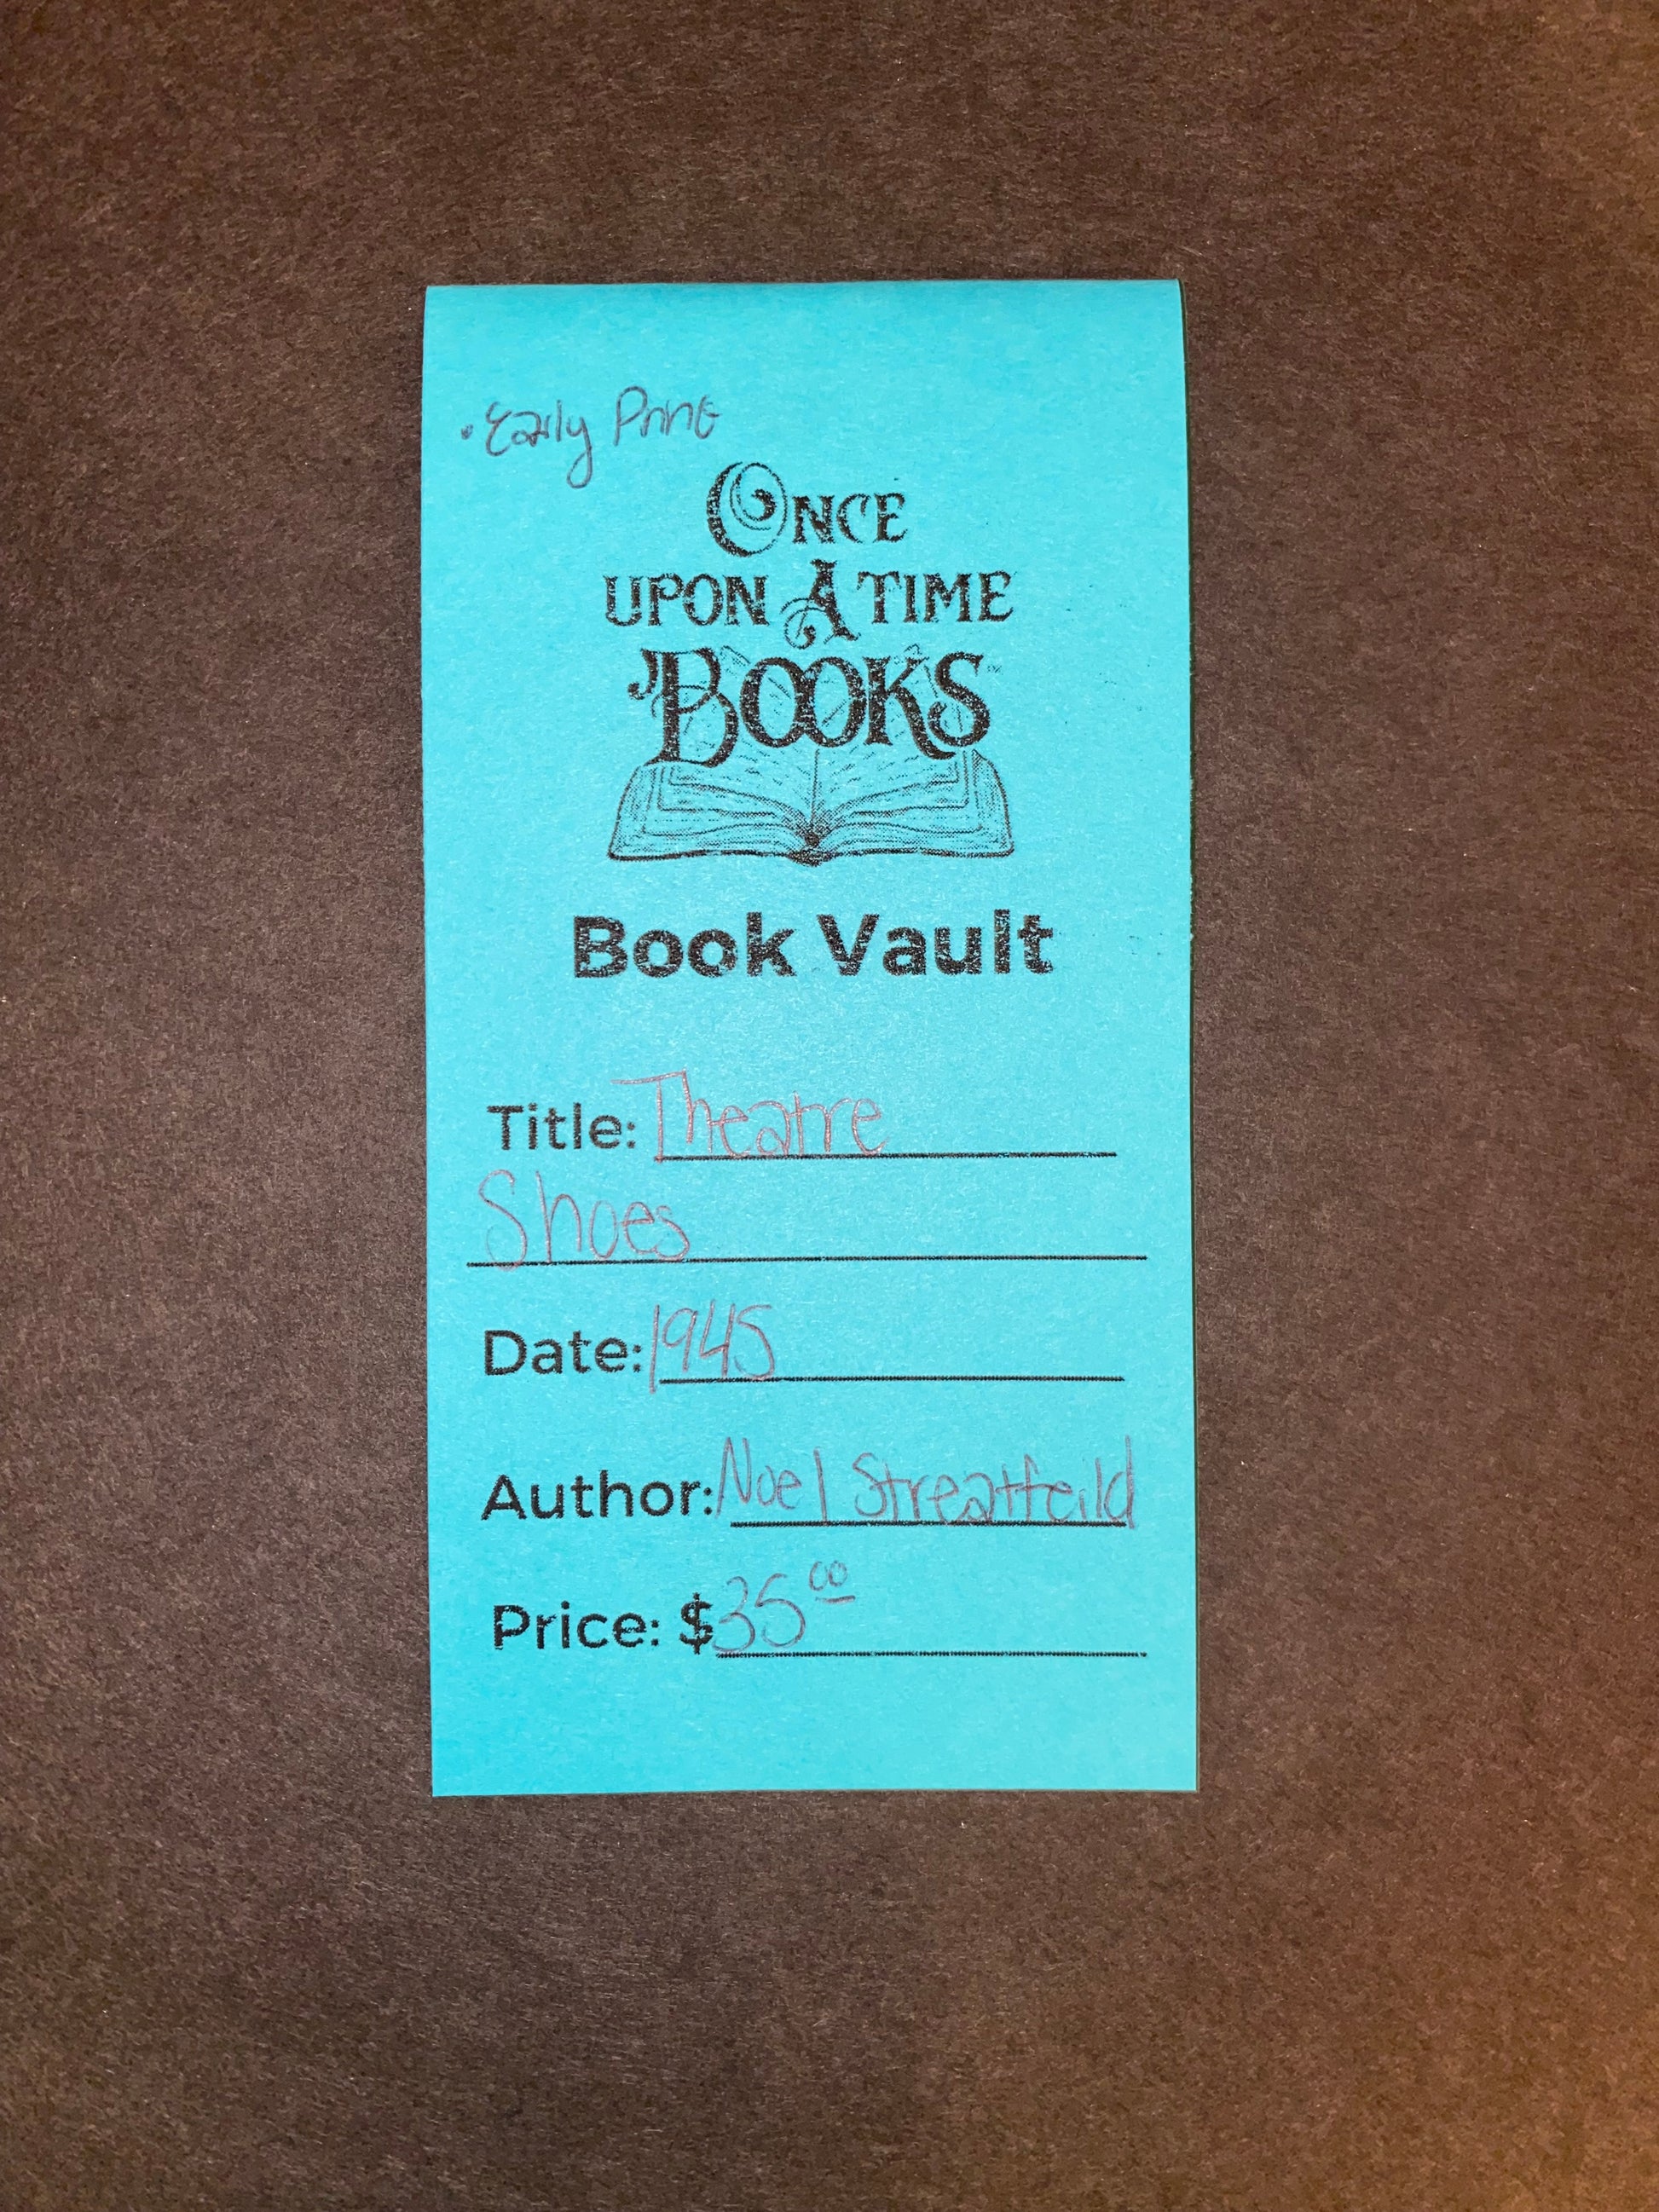 • Early Print
ONCE
UPON A TIME
BOOKS
Book Vault
Title: Theatre
Shoes
Date: 1945
Author: Noel Streatfeild
Price: $35.00